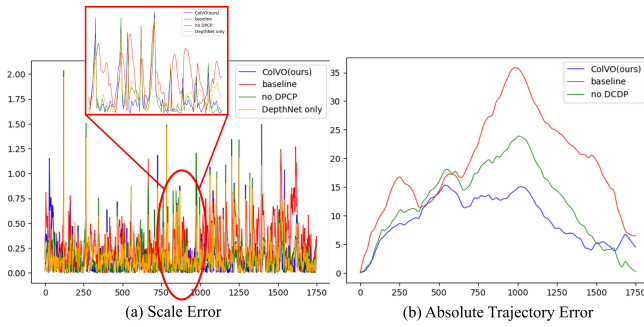 ColVO(ours)
baseline
no DPCP
DepthNet only
2.00
1.75
1.50
1.25
1.00
0.75
0.50
0.25
0.00
ColVO(ours)
baseline
no DPCP
DepthNet only
0 250 500 750 1000 1250 1500 1750
(a) Scale Error
35
30
25
20
15
10
5
0
ColVO(ours)
baseline
no DCDP
0 250 500 750 1000 1250 1500 1750
(b) Absolute Trajectory Error